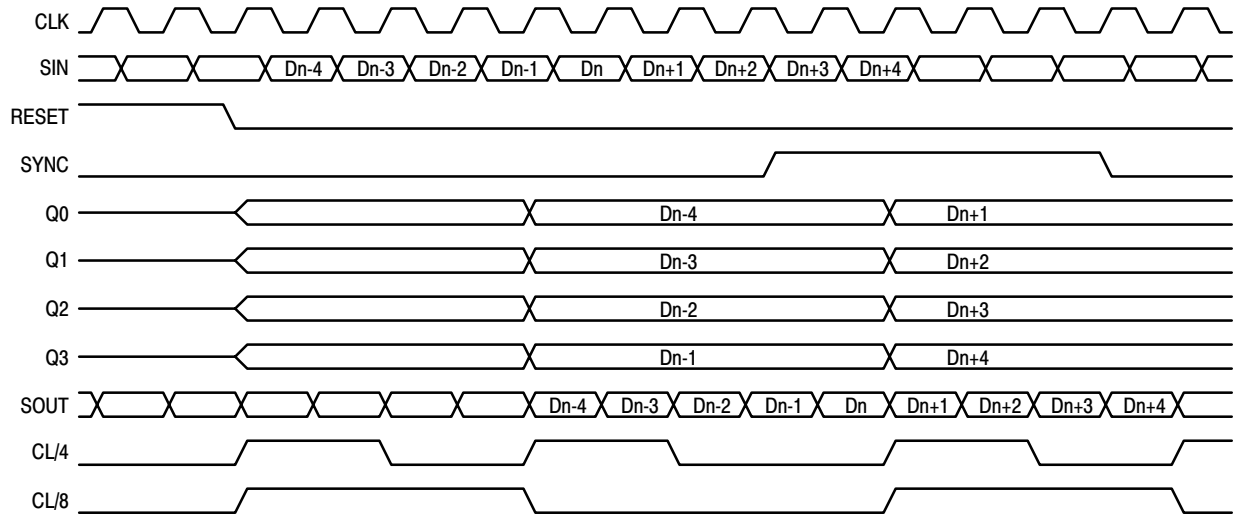 CLK
SIN Dn-4 Dn-3 Dn-2 Dn-1 Dn Dn+1 Dn+2 Dn+3 Dn+4
RESET
SYNC
Q0 Dn-4 Dn+1
Q1 Dn-3 Dn+2
Q2 Dn-2 Dn+3
Q3 Dn-1 Dn+4
SOUT Dn-4 Dn-3 Dn-2 Dn-1 Dn Dn+1 Dn+2 Dn+3 Dn+4
CL/4
CL/8